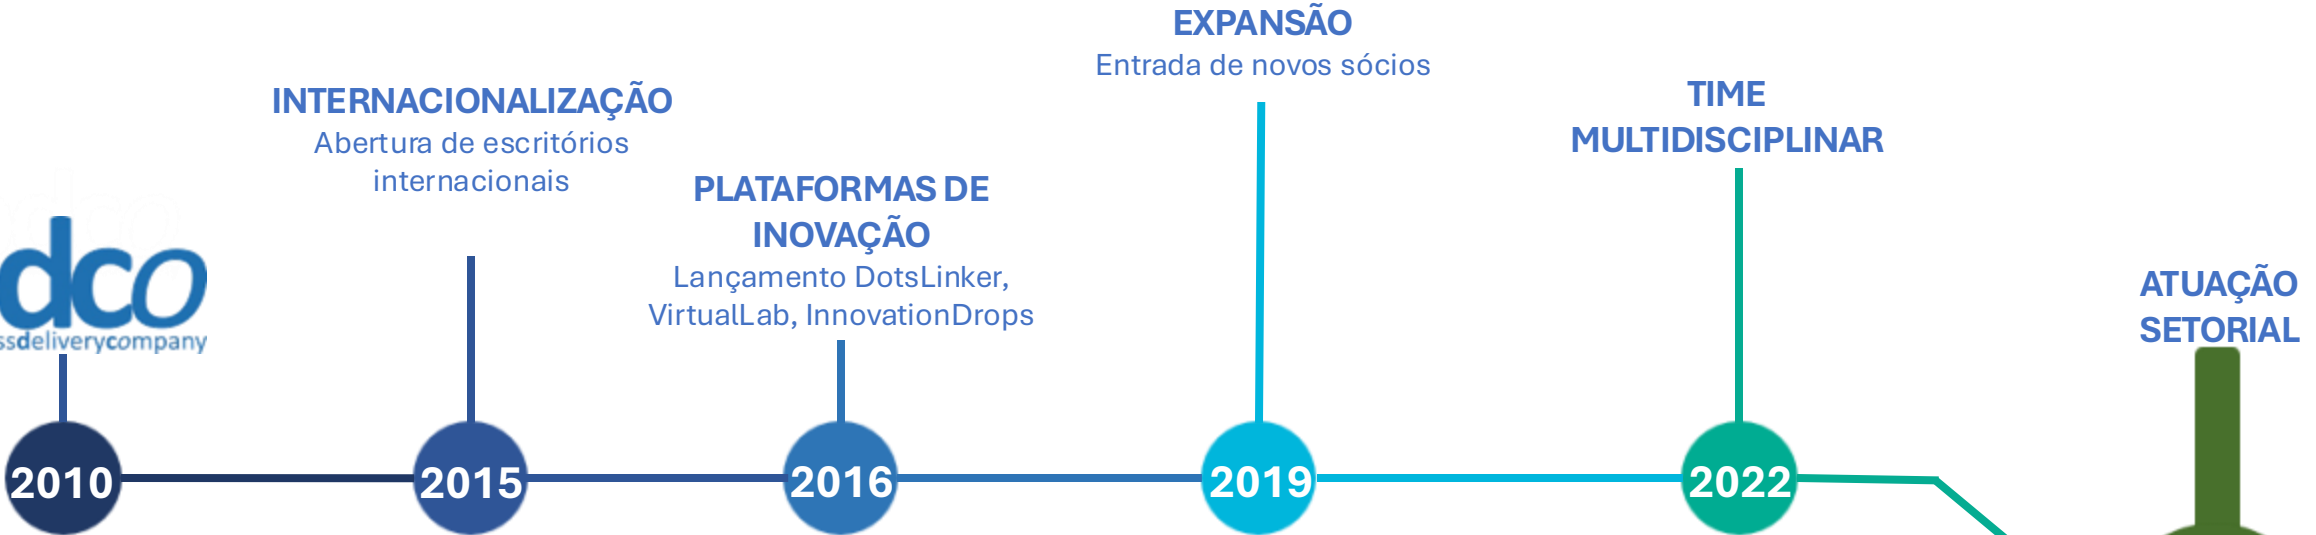 EXPANSÃO
Entrada de novos sócios
INTERNACIONALIZAÇÃO
Abertura de escritórios
internacionais
TIME
MULTIDISCIPLINAR
PLATAFORMAS DE
INOVAÇÃO
Lançamento DotsLinker,
VirtualLab, InnovationDrops
dco
ssdeliverycompany
ATUAÇÃO
SETORIAL
2010
2015
2016
2019
2022